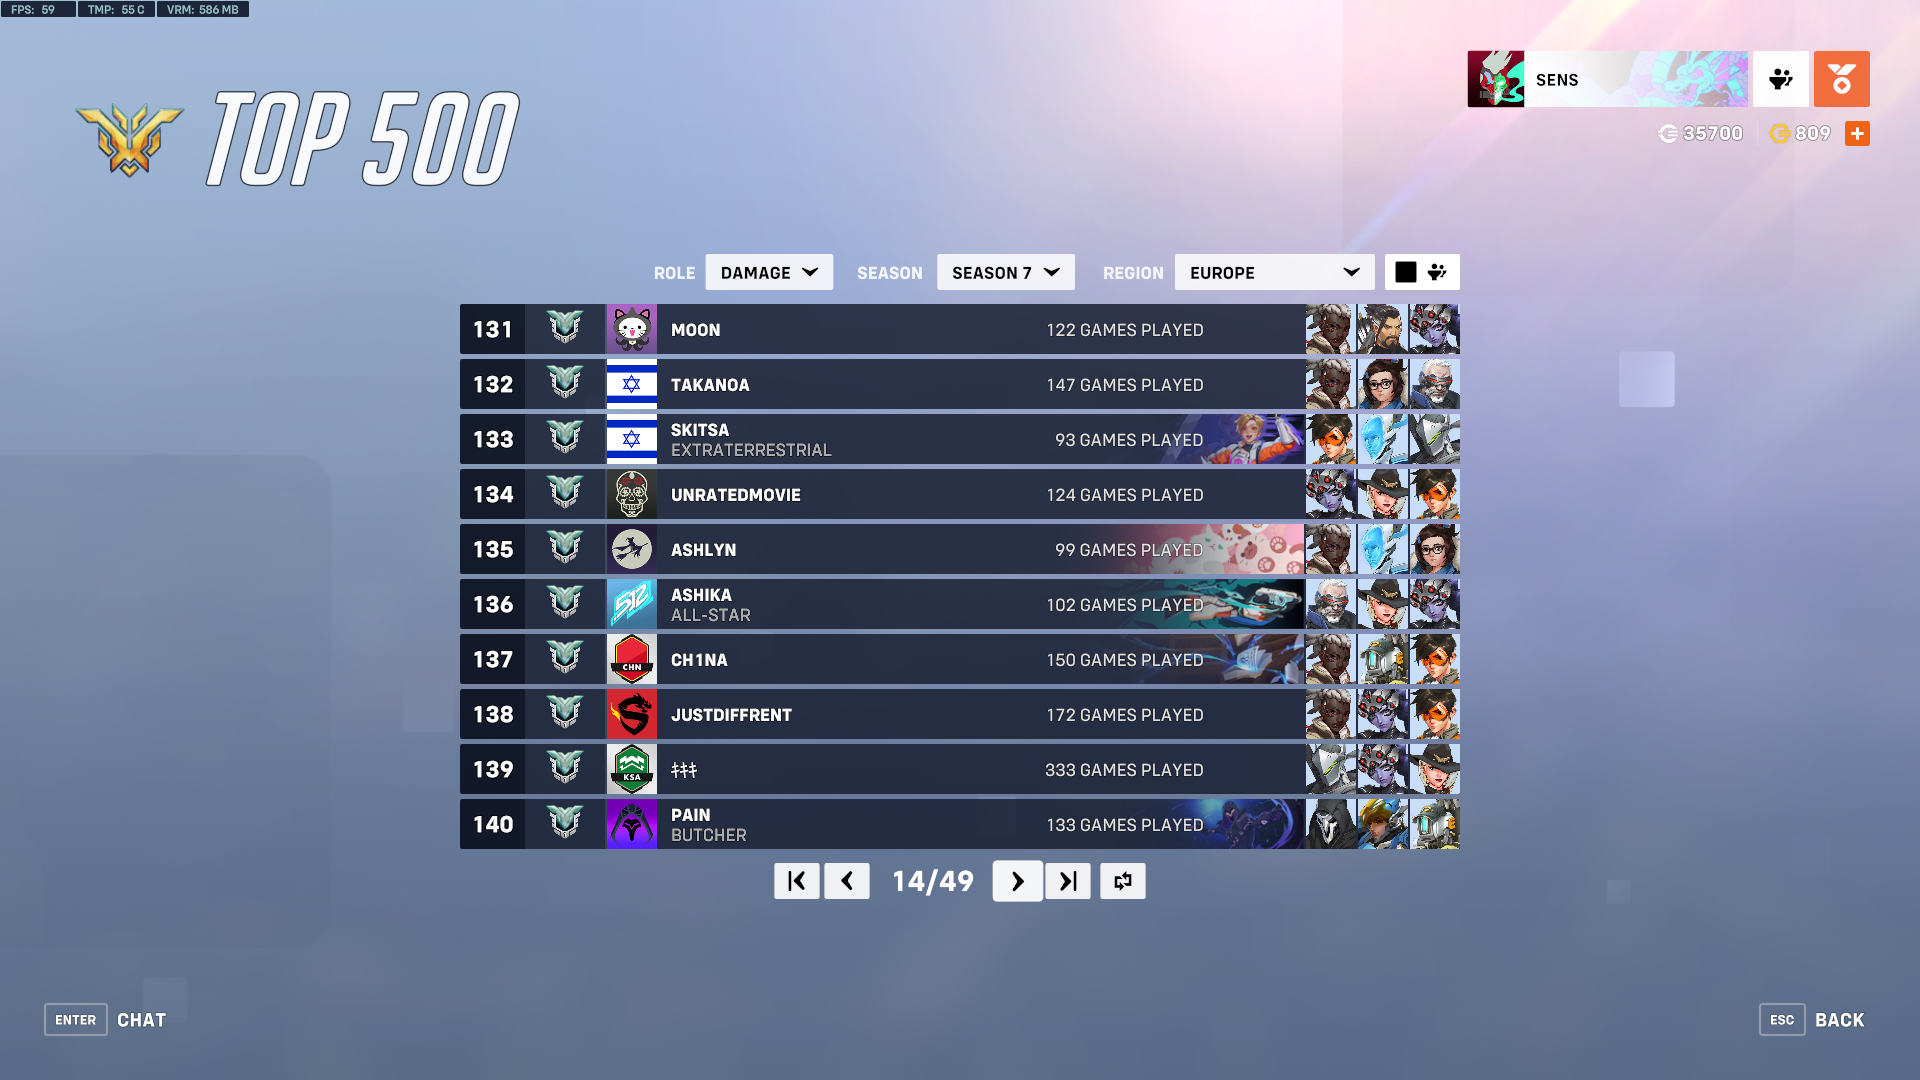 FPS: 59 TMP: 55 C VRM: 586 MB
TOP 500
SENS
35700 809
ROLE DAMAGE SEASON SEASON 7 REGION EUROPE
131 MOON 122 GAMES PLAYED
132 TAKANOA 147 GAMES PLAYED
133 SKITSA 93 GAMES PLAYED
EXTRATERRESTRIAL
134 UNRATEDMOVIE 124 GAMES PLAYED
135 ASHLYN 99 GAMES PLAYED
136 512 ASHIKA 102 GAMES PLAYED
ALL-STAR
137 CHN CH1NA 150 GAMES PLAYED
138 JUSTDIFFRENT 172 GAMES PLAYED
139 KSA キキキ 333 GAMES PLAYED
140 PAIN 133 GAMES PLAYED
BUTCHER
14/49
ENTER CHAT
ESC BACK